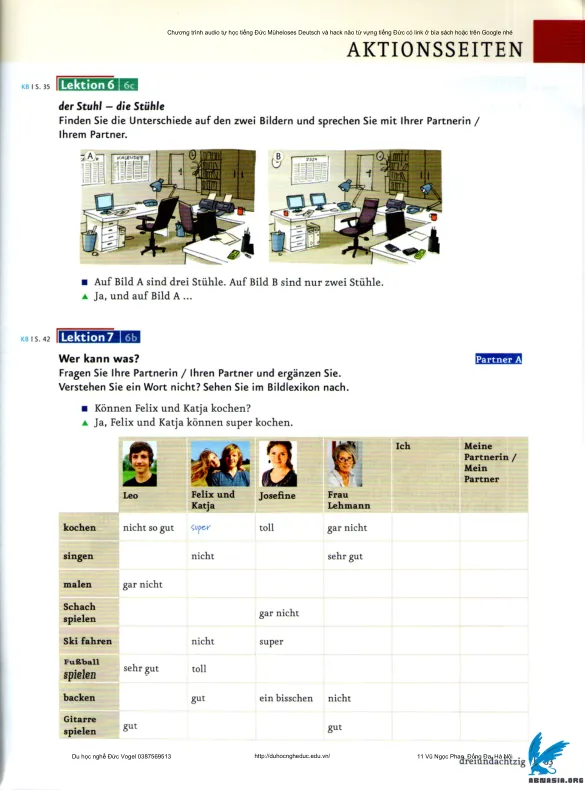 Chương trình audio tự học tiếng Đức Müheloses Deutsch và hack não từ vựng tiếng Đức có link ở bìa sách hoặc trên Google nhé
AKTIONSSEITEN
KB I S. 35 Lektion 6 6c
der Stuhl – die Stühle
Finden Sie die Unterschiede auf den zwei Bildern und sprechen Sie mit Ihrer Partnerin /
Ihrem Partner.
A KALENDER
B 2024
■ Auf Bild A sind drei Stühle. Auf Bild B sind nur zwei Stühle.
▲ Ja, und auf Bild A ...
KB I S. 42 Lektion 7 6b
Wer kann was? Partner A
Fragen Sie Ihre Partnerin / Ihren Partner und ergänzen Sie.
Verstehen Sie ein Wort nicht? Sehen Sie im Bildlexikon nach.
■ Können Felix und Katja kochen?
▲ Ja, Felix und Katja können super kochen.
Leo
Felix und
Katja
Josefine
Frau
Lehmann
Ich
Meine
Partnerin /
Mein
Partner
kochen nicht so gut super toll gar nicht
singen nicht sehr gut
malen gar nicht
Schach
spielen gar nicht
Ski fahren nicht super
Fußball
spielen sehr gut toll
backen gut ein bisschen nicht
Gitarre
spielen gut gut
Du học nghề Đức Vogel 0387569513 http://duhocngheduc.edu.vn/ 11 Vũ Ngọc Phan, Đống Đa, Hà Nội
dreiundachtzig
ABMASIA.ORG